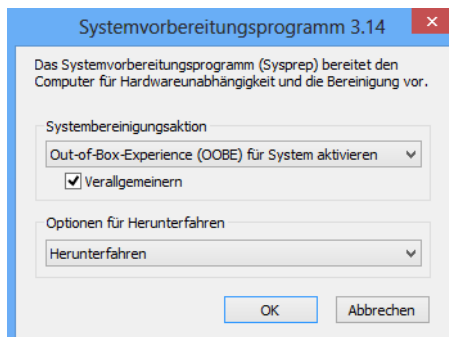 Systemvorbereitungsprogramm 3.14
Das Systemvorbereitungsprogramm (Sysprep) bereitet den
Computer für Hardwareunabhängigkeit und die Bereinigung vor.
Systembereinigungsaktion
Out-of-Box-Experience (OOBE) für System aktivieren
Verallgemeinern
Optionen für Herunterfahren
Herunterfahren
OK
Abbrechen